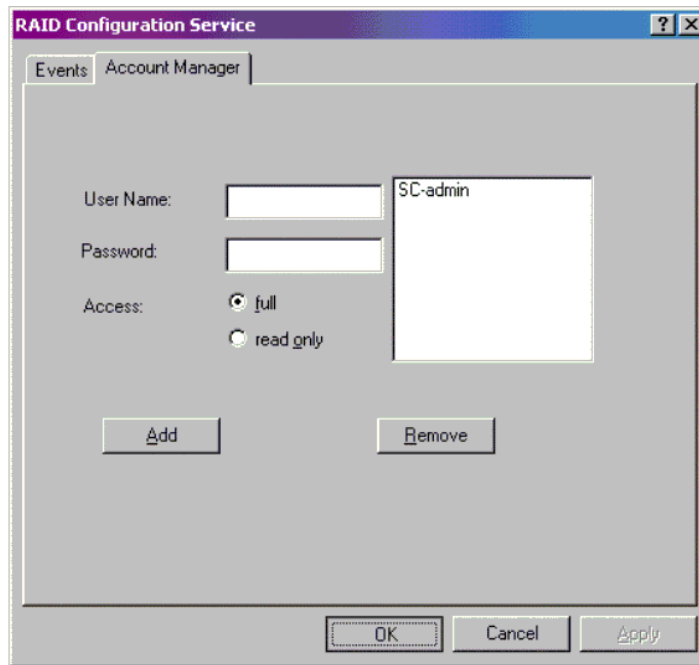 RAID Configuration Service
Events Account Manager
User Name:
SC-admin
Password:
Access:
full
read only
Add
Remove
OK Cancel Apply